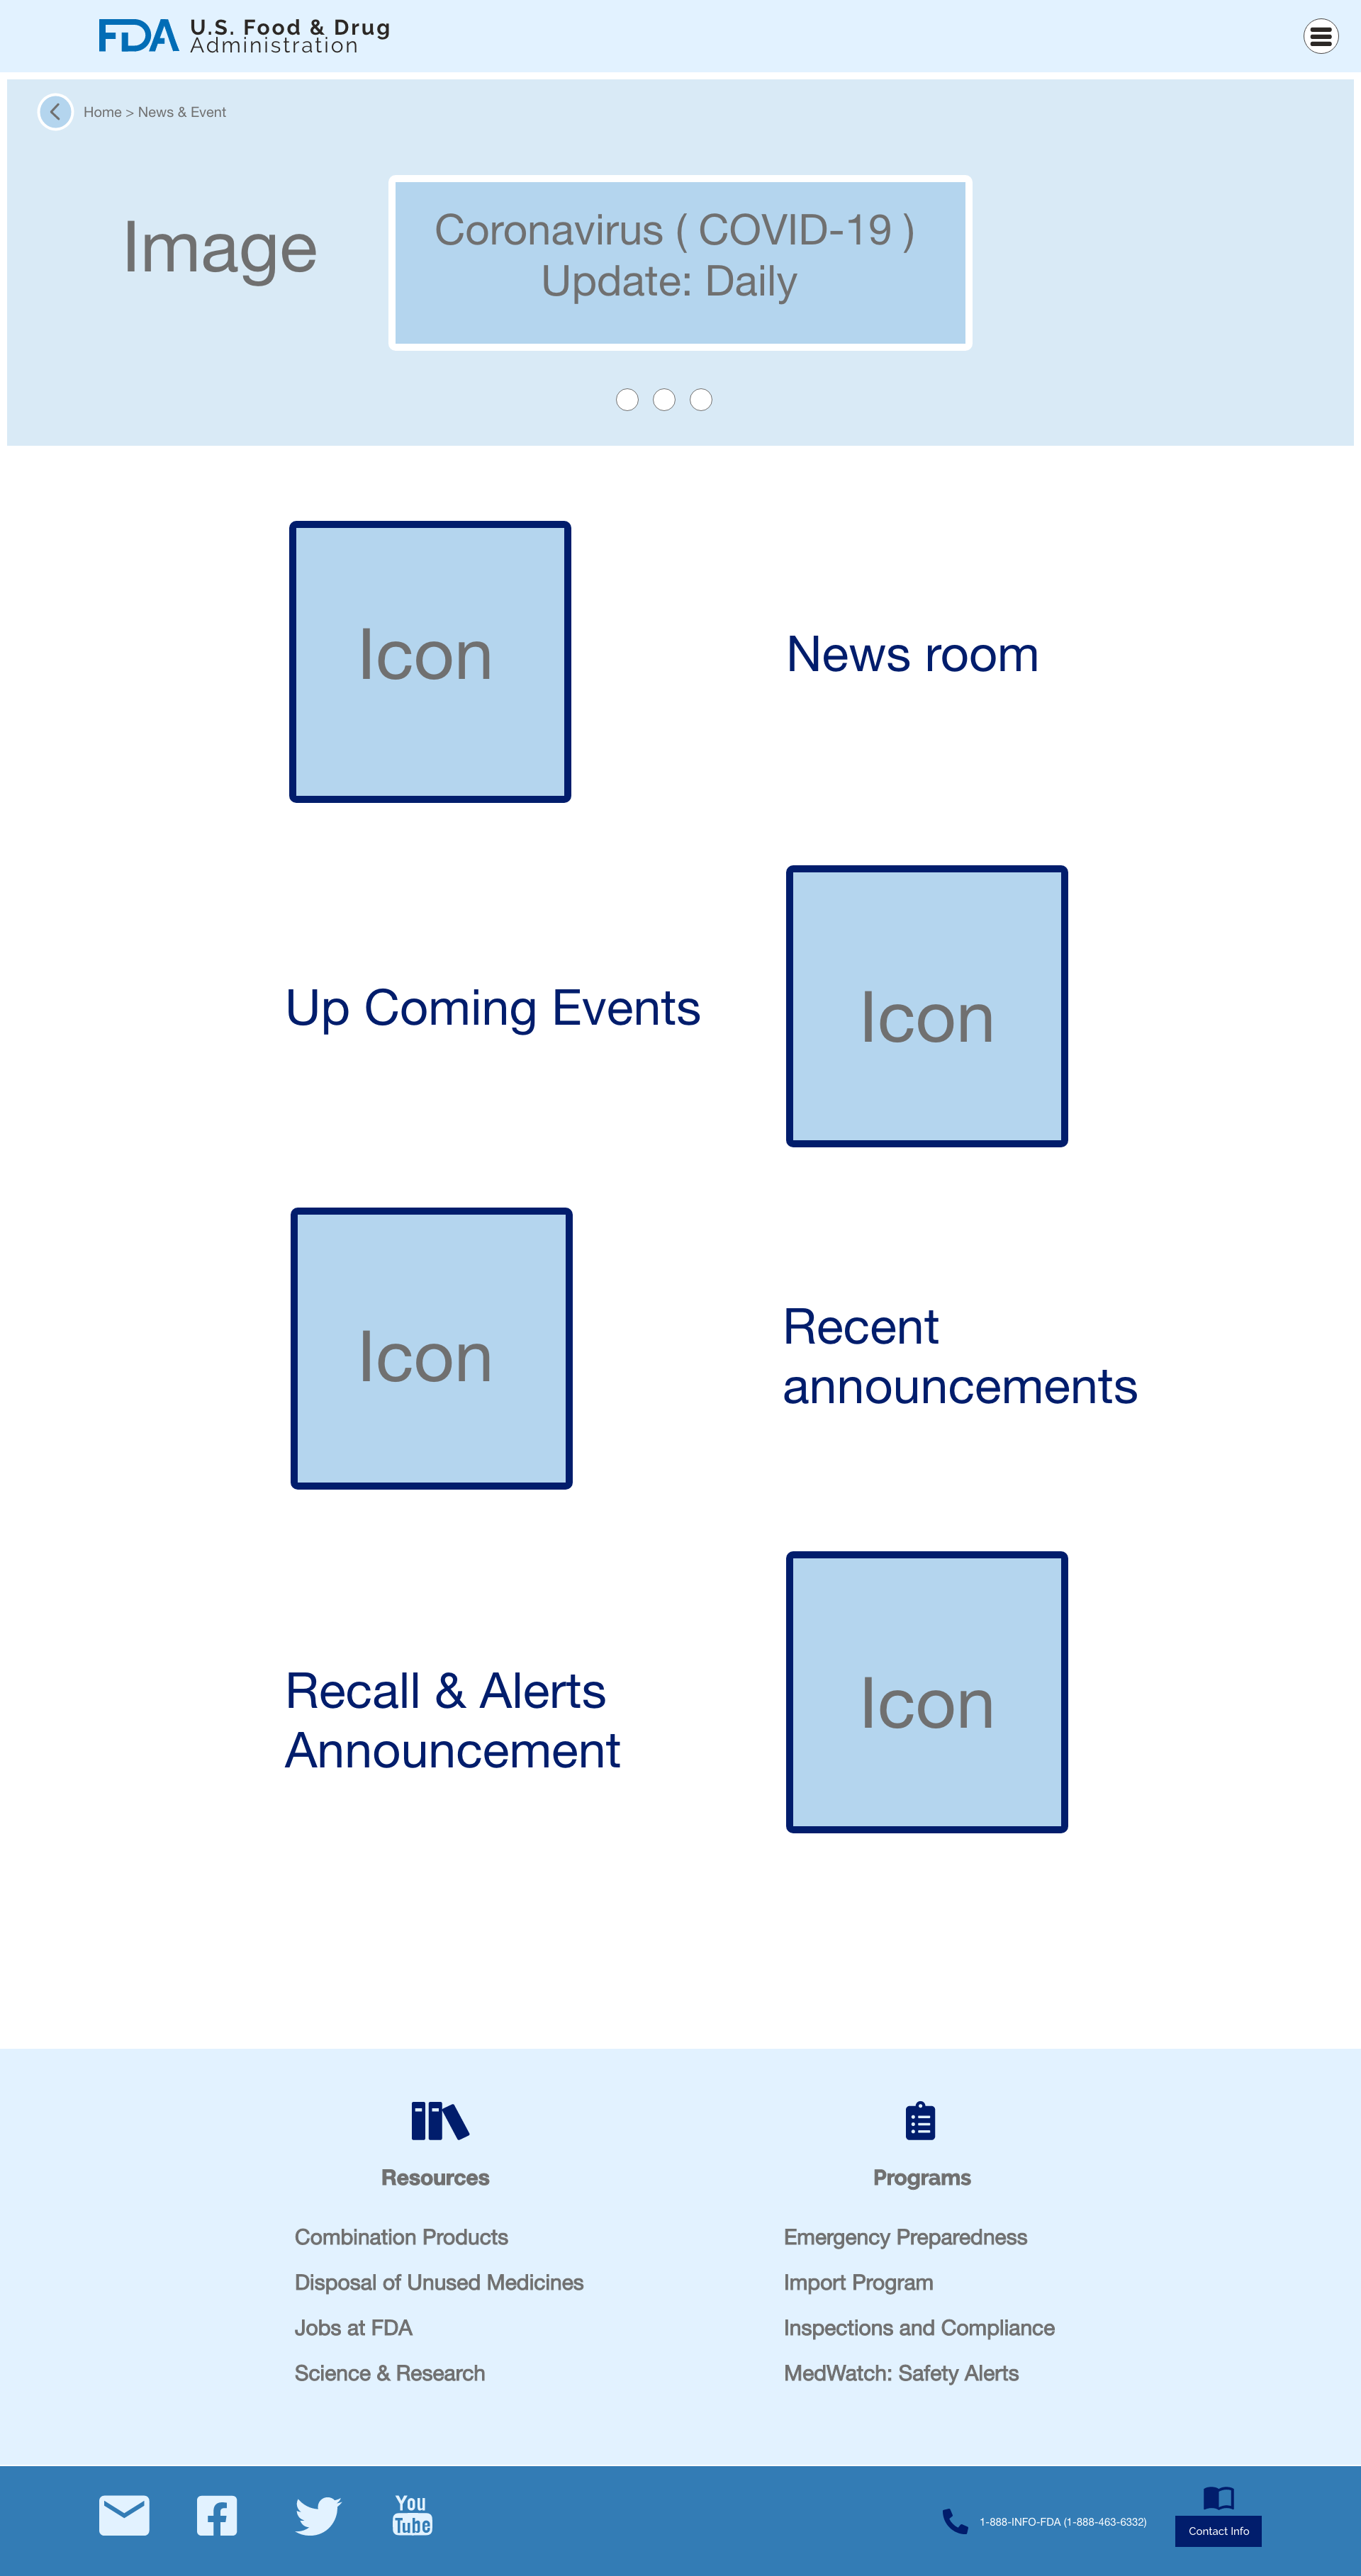 FDA U.S. Food & Drug
Administration
Home > News & Event
Image
Coronavirus ( COVID-19 )
Update: Daily
Icon
News room
Up Coming Events
Icon
Icon
Recent
announcements
Recall & Alerts
Announcement
Icon
Resources
Combination Products
Disposal of Unused Medicines
Jobs at FDA
Science & Research
Programs
Emergency Preparedness
Import Program
Inspections and Compliance
MedWatch: Safety Alerts
You
Tube
1-888-INFO-FDA (1-888-463-6332)
Contact Info